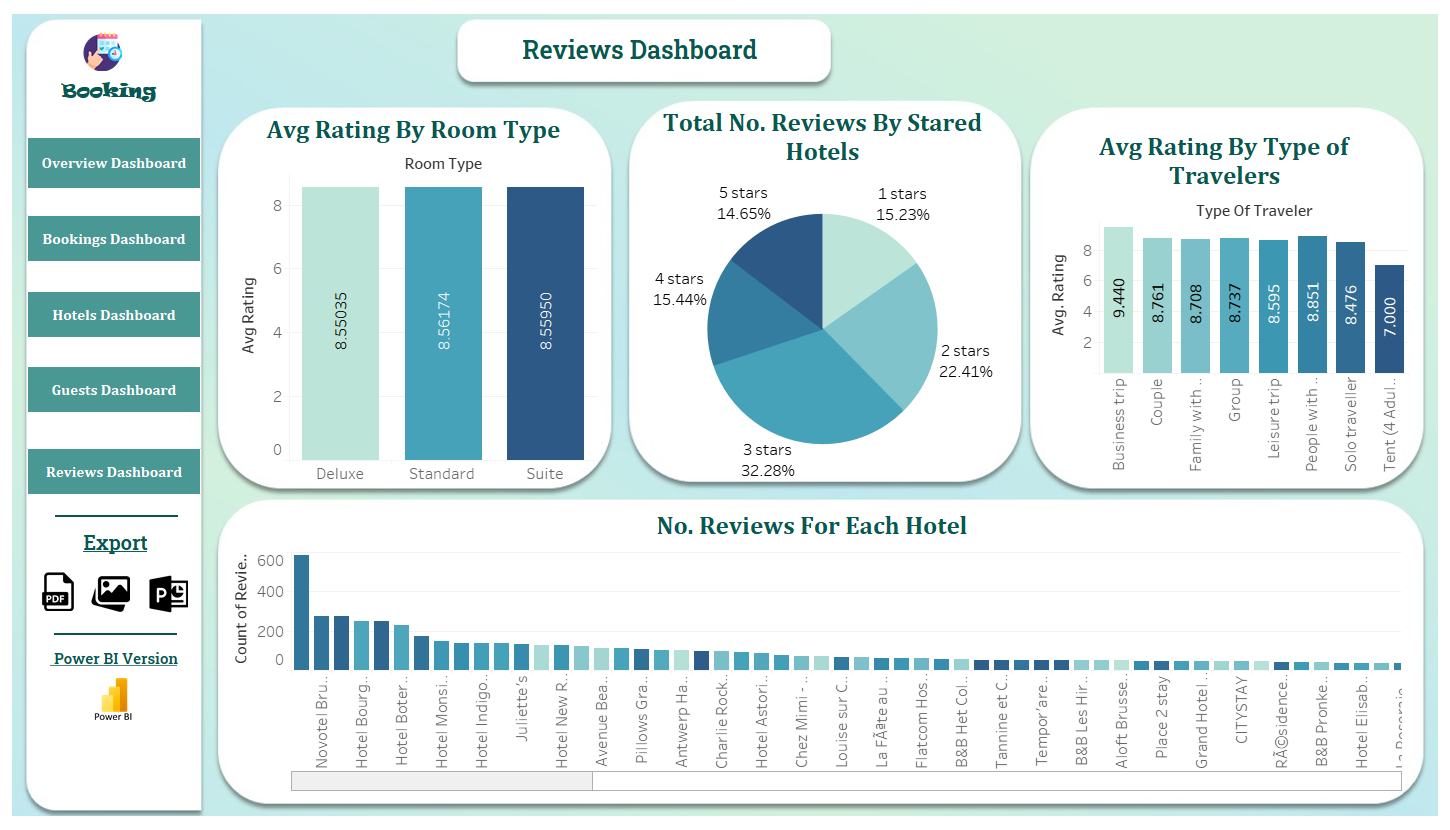 Booking
Overview Dashboard
Bookings Dashboard
Hotels Dashboard
Guests Dashboard
Reviews Dashboard
Export
PDF
P
Power BI Version
Power BI
Reviews Dashboard
Avg Rating By Room Type
Room Type
Avg Rating
8
6
4
2
0
8.55035
8.56174
8.55950
Deluxe
Standard
Suite
Total No. Reviews By Stared
Hotels
5 stars
14.65%
1 stars
15.23%
4 stars
15.44%
2 stars
22.41%
3 stars
32.28%
Avg Rating By Type of
Travelers
Type Of Traveler
Avg. Rating
8
6
4
2
9.440
8.761
8.708
8.737
8.595
8.851
8.476
7.000
Business trip
Couple
Family with ..
Group
Leisure trip
People with ..
Solo traveller
Tent (4 Adul..
No. Reviews For Each Hotel
Count of Revie..
600
400
200
0
Novotel Bru..
Hotel Bourg..
Hotel Boter..
Hotel Monsi..
Hotel Indigo..
Juliette’s
Hotel New R..
Avenue Bea..
Pillows Gra..
Antwerp Ha
Charlie Rock..
Hotel Astori..
Chez Mimi - ..
Louise sur C..
La FÃªte au ..
Flatcom Hos..
B&B Het Col..
Tannine et C..
Tempor’are..
B&B Les Hir..
Aloft Brusse..
Place 2 stay
Grand Hotel ..
CITYSTAY
RÃ©sidence..
B&B Pronke..
Hotel Elisab..